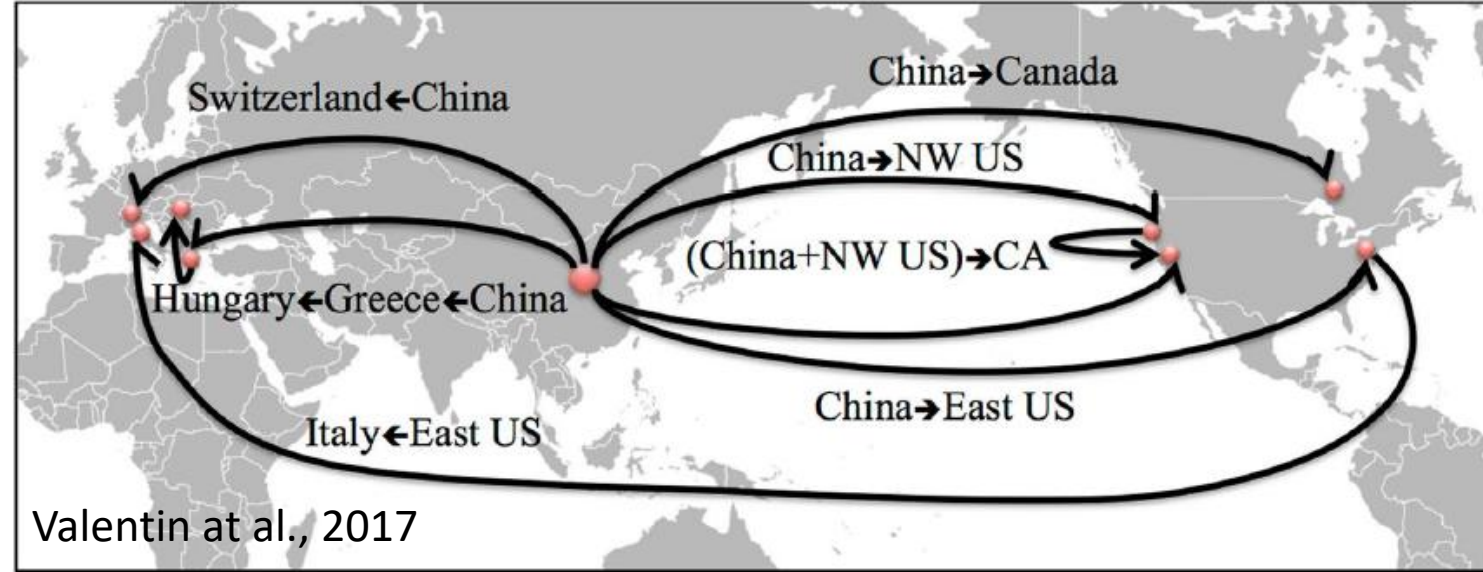 China➔Canada
Switzerland←China
China➔NW US
(China+NW US)➔CA
Hungary←Greece←China
China➔East US
Italy←East US
Valentin at al., 2017